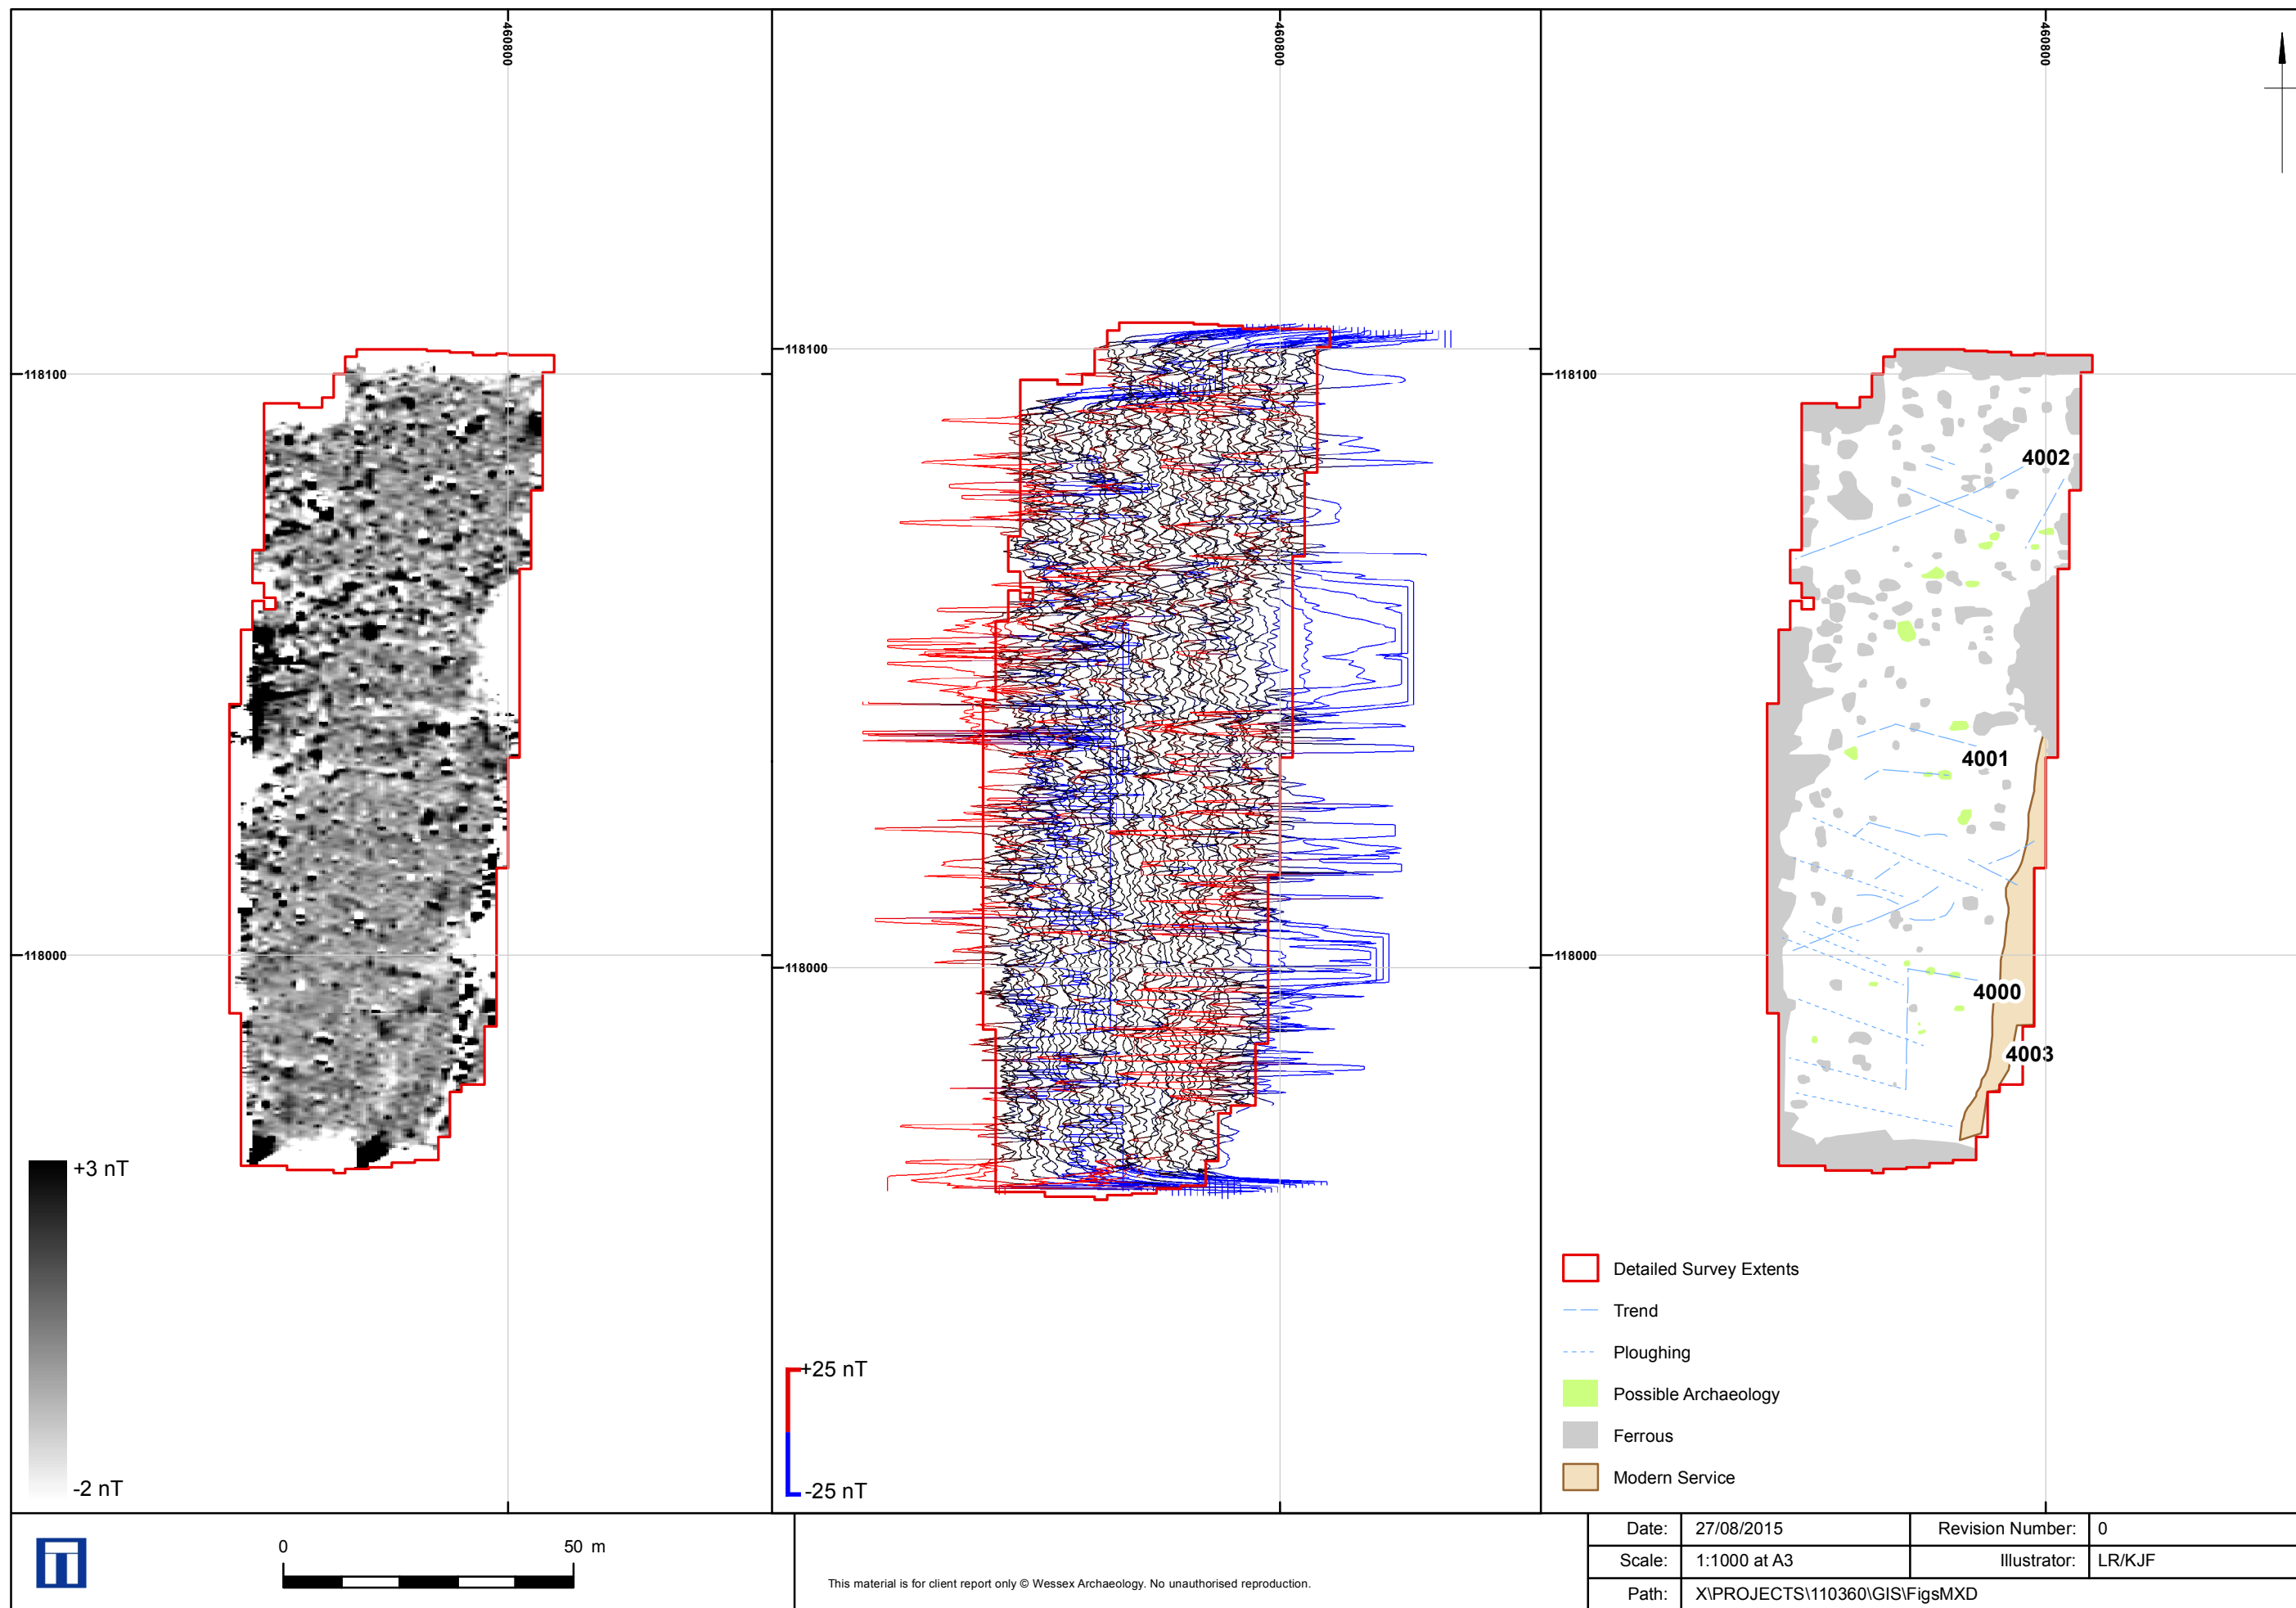 460800
460800
460800
118100
118100
118100
4002
4001
118000
118000
118000
4000
4003
+3 nT
-2 nT
+25 nT
-25 nT
Detailed Survey Extents
Trend
Ploughing
Possible Archaeology
Ferrous
Modern Service
0 50 m
This material is for client report only © Wessex Archaeology. No unauthorised reproduction.
Date: 27/08/2015 Revision Number: 0
Scale: 1:1000 at A3 Illustrator: LR/KJF
Path: X\PROJECTS\110360\GIS\FigsMXD